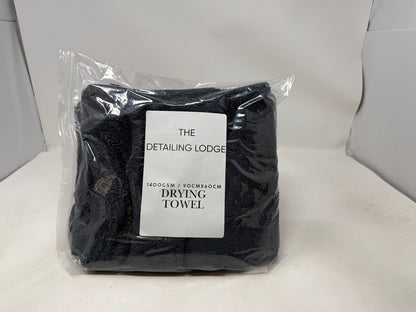 THE
DETAILING LODGE
1400GSM / 90CMX60CM
DRYING
TOWEL